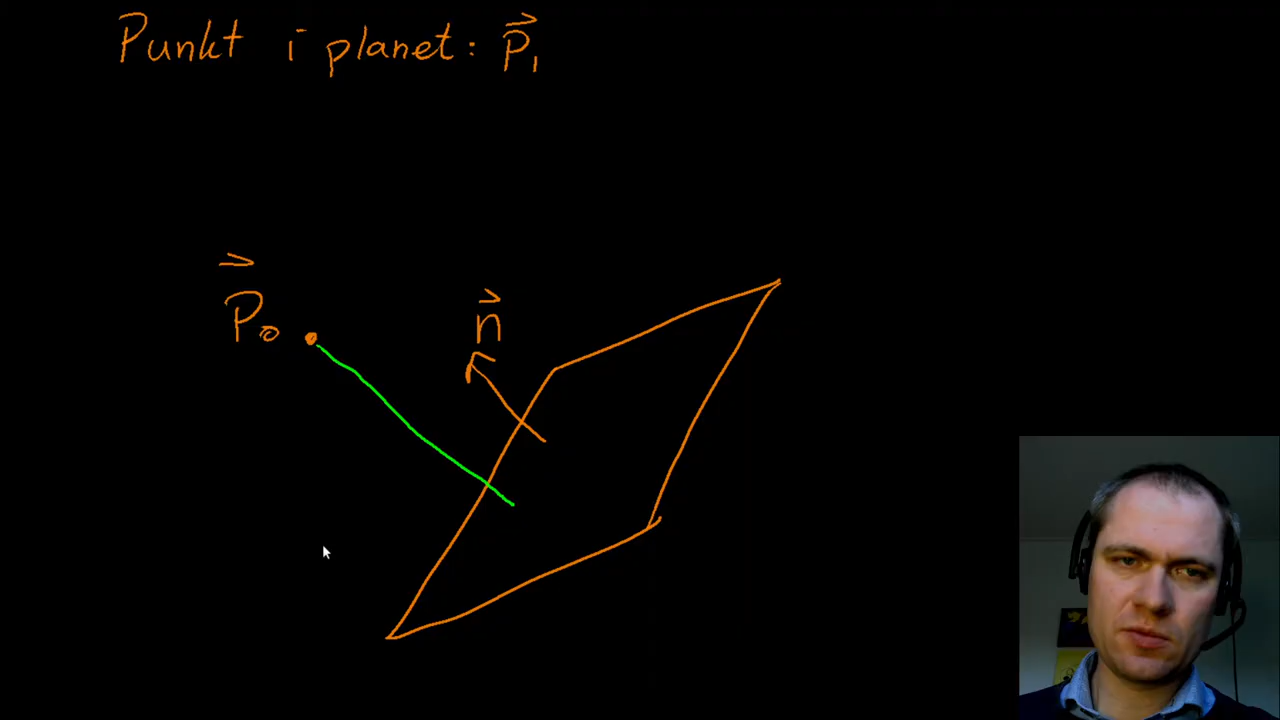 Punkt i planet: P⃗₁
P⃗₀
n⃗